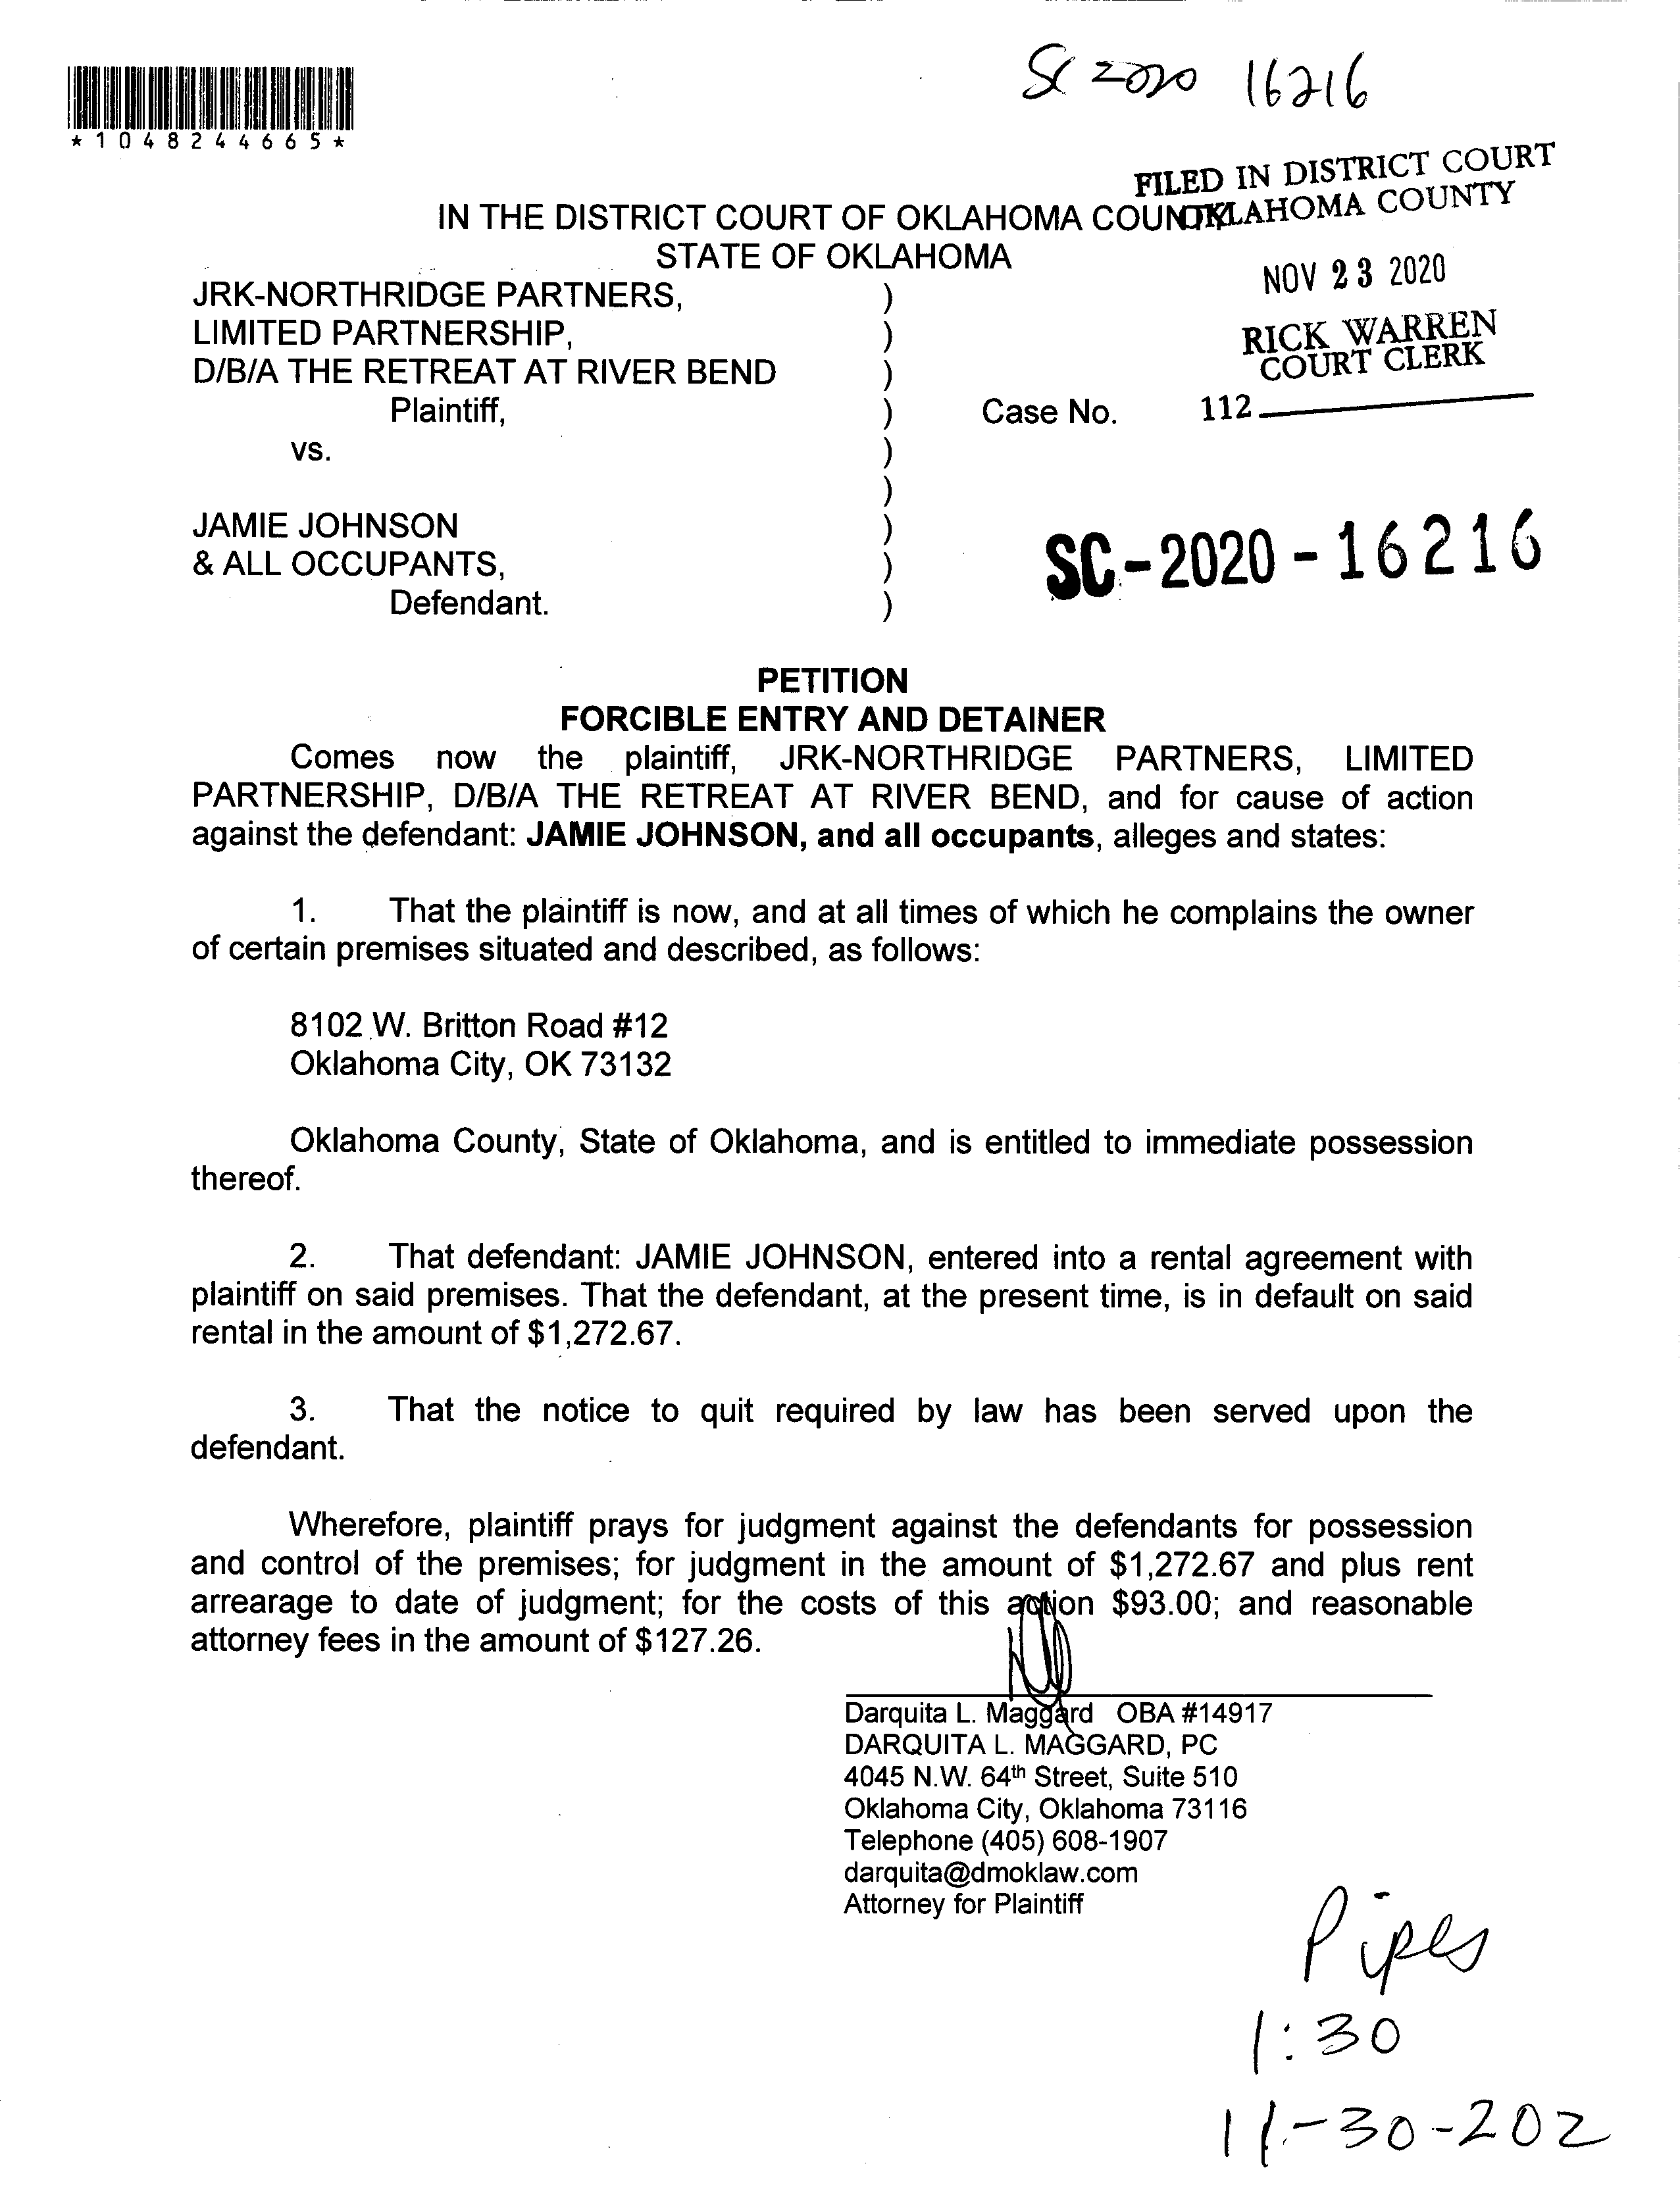 SC 2020 16216
*1048244665*
FILED IN DISTRICT COURT
OKLAHOMA COUNTY
IN THE DISTRICT COURT OF OKLAHOMA COUNTY
STATE OF OKLAHOMA
NOV 23 2020
RICK WARREN
COURT CLERK
112
JRK-NORTHRIDGE PARTNERS, )
LIMITED PARTNERSHIP, )
D/B/A THE RETREAT AT RIVER BEND )
Plaintiff, ) Case No.
vs. )
)
JAMIE JOHNSON )
& ALL OCCUPANTS, )
Defendant. )
SC-2020-16216
PETITION
FORCIBLE ENTRY AND DETAINER
Comes now the plaintiff, JRK-NORTHRIDGE PARTNERS, LIMITED
PARTNERSHIP, D/B/A THE RETREAT AT RIVER BEND, and for cause of action
against the defendant: JAMIE JOHNSON, and all occupants, alleges and states:
1. That the plaintiff is now, and at all times of which he complains the owner
of certain premises situated and described, as follows:
8102 W. Britton Road #12
Oklahoma City, OK 73132
Oklahoma County, State of Oklahoma, and is entitled to immediate possession
thereof.
2. That defendant: JAMIE JOHNSON, entered into a rental agreement with
plaintiff on said premises. That the defendant, at the present time, is in default on said
rental in the amount of $1,272.67.
3. That the notice to quit required by law has been served upon the
defendant.
Wherefore, plaintiff prays for judgment against the defendants for possession
and control of the premises; for judgment in the amount of $1,272.67 and plus rent
arrearage to date of judgment; for the costs of this action $93.00; and reasonable
attorney fees in the amount of $127.26.
Darquita L. Maggard OBA #14917
DARQUITA L. MAGGARD, PC
4045 N.W. 64th Street, Suite 510
Oklahoma City, Oklahoma 73116
Telephone (405) 608-1907
darquita@dmoklaw.com
Attorney for Plaintiff
Pipes
1:30
11-30-202